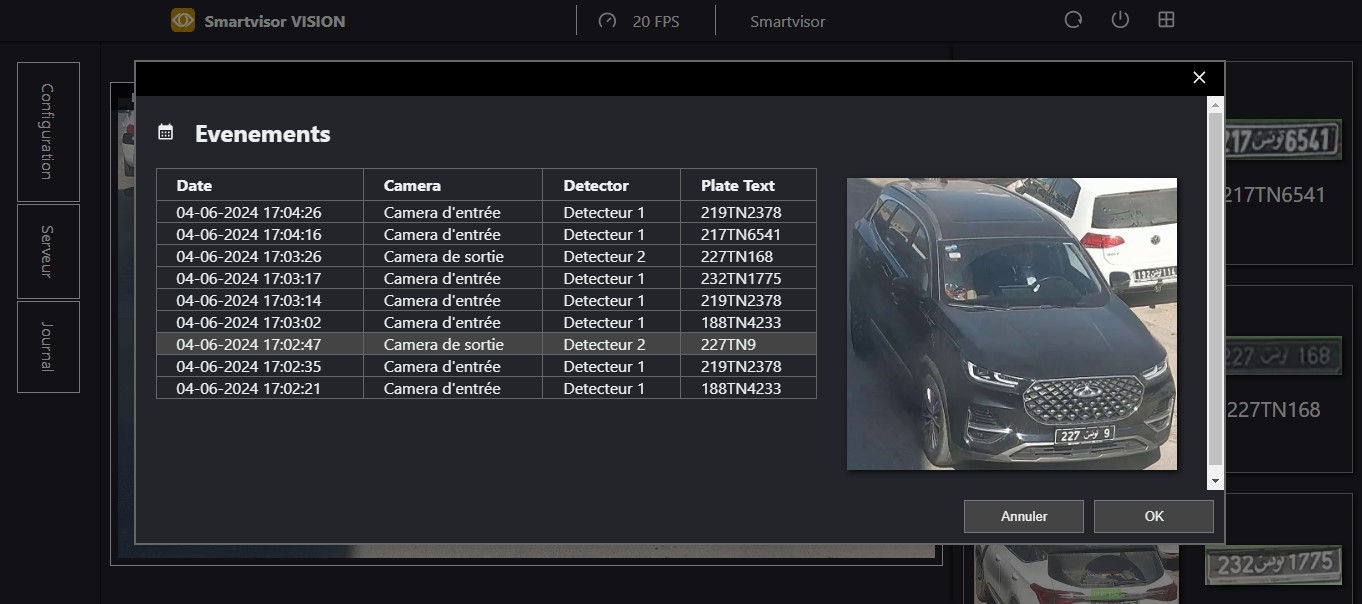 Smartvisor VISION
20 FPS
Smartvisor
Configuration
Serveur
Journal
Evenements
Date Camera Detector Plate Text
04-06-2024 17:04:26 Camera d'entrée Detecteur 1 219TN2378
04-06-2024 17:04:16 Camera d'entrée Detecteur 1 217TN6541
04-06-2024 17:03:26 Camera de sortie Detecteur 2 227TN168
04-06-2024 17:03:17 Camera d'entrée Detecteur 1 232TN1775
04-06-2024 17:03:14 Camera d'entrée Detecteur 1 219TN2378
04-06-2024 17:03:02 Camera d'entrée Detecteur 1 188TN4233
04-06-2024 17:02:47 Camera de sortie Detecteur 2 227TN9
04-06-2024 17:02:35 Camera d'entrée Detecteur 1 219TN2378
04-06-2024 17:02:21 Camera d'entrée Detecteur 1 188TN4233
227 تونس 9
Annuler
OK
217 تونس 6541
217TN6541
227 تونس 168
227TN168
232 تونس 1775